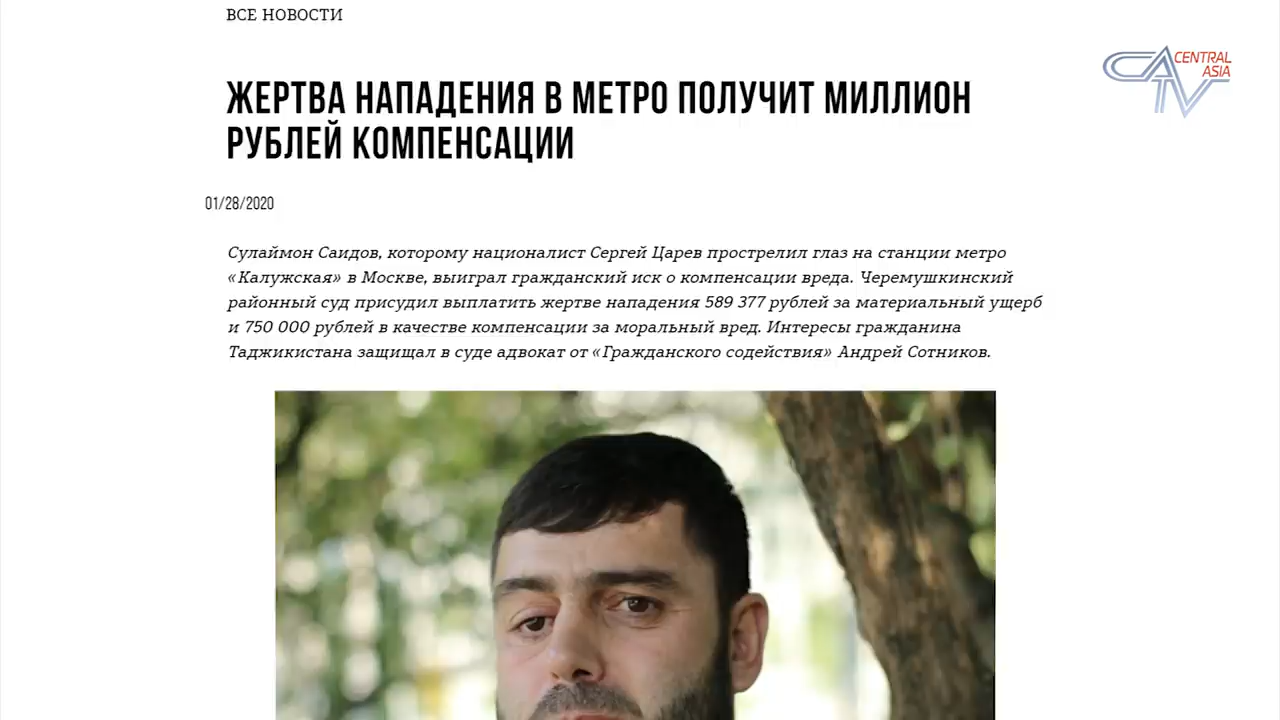 ВСЕ НОВОСТИ
CATV CENTRAL
ASIA
ЖЕРТВА НАПАДЕНИЯ В МЕТРО ПОЛУЧИТ МИЛЛИОН
РУБЛЕЙ КОМПЕНСАЦИИ
01/28/2020
Сулаймон Саидов, которому националист Сергей Царев прострелил глаз на станции метро
«Калужская» в Москве, выиграл гражданский иск о компенсации вреда. Черемушкинский
районный суд присудил выплатить жертве нападения 589 377 рублей за материальный ущерб
и 750 000 рублей в качестве компенсации за моральный вред. Интересы гражданина
Таджикистана защищал в суде адвокат от «Гражданского содействия» Андрей Сотников.